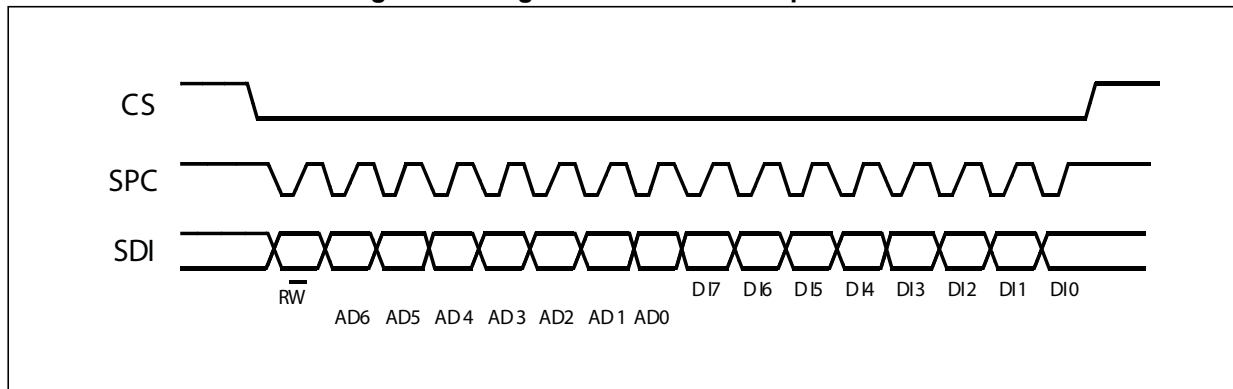 CS
SPC
SDI
RW
DI7 DI6 DI5 DI4 DI3 DI2 DI1 DI0
AD6 AD5 AD4 AD3 AD2 AD1 AD0